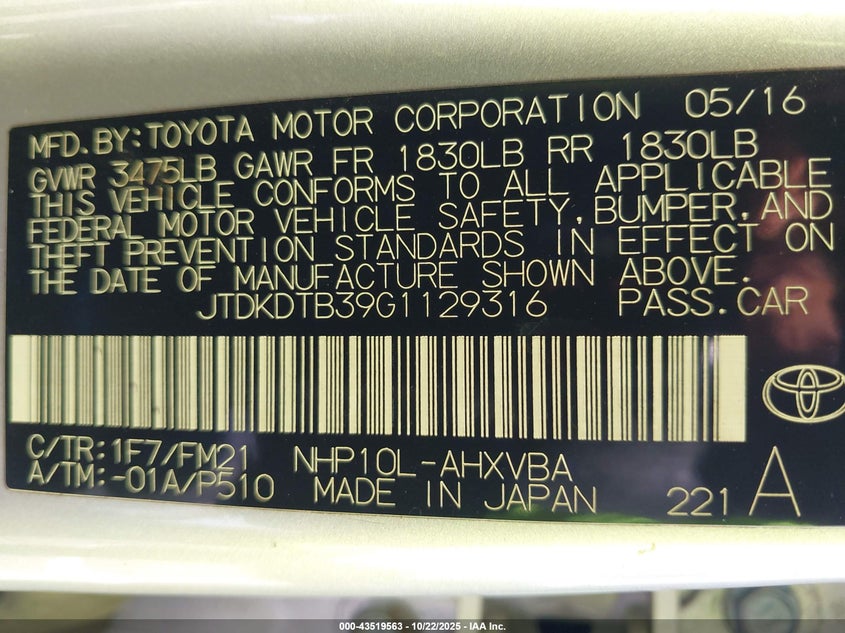 MFD.BY:TOYOTA MOTOR CORPORATION 05/16
GVWR 3475LB GAWR FR 1830LB RR 1830LB
THIS VEHICLE CONFORMS TO ALL APPLICABLE
FEDERAL MOTOR VEHICLE SAFETY,BUMPER,AND
THEFT PREVENTION STANDARDS IN EFFECT ON
THE DATE OF MANUFACTURE SHOWN ABOVE.
JTDKDTB39G1129316 PASS.CAR
C/TR:1F7/FM21 NHP10L-AHXVBA
A/TM:-01A/P510 MADE IN JAPAN 221 A
000-43519563 - 10/22/2025 - IAA Inc.